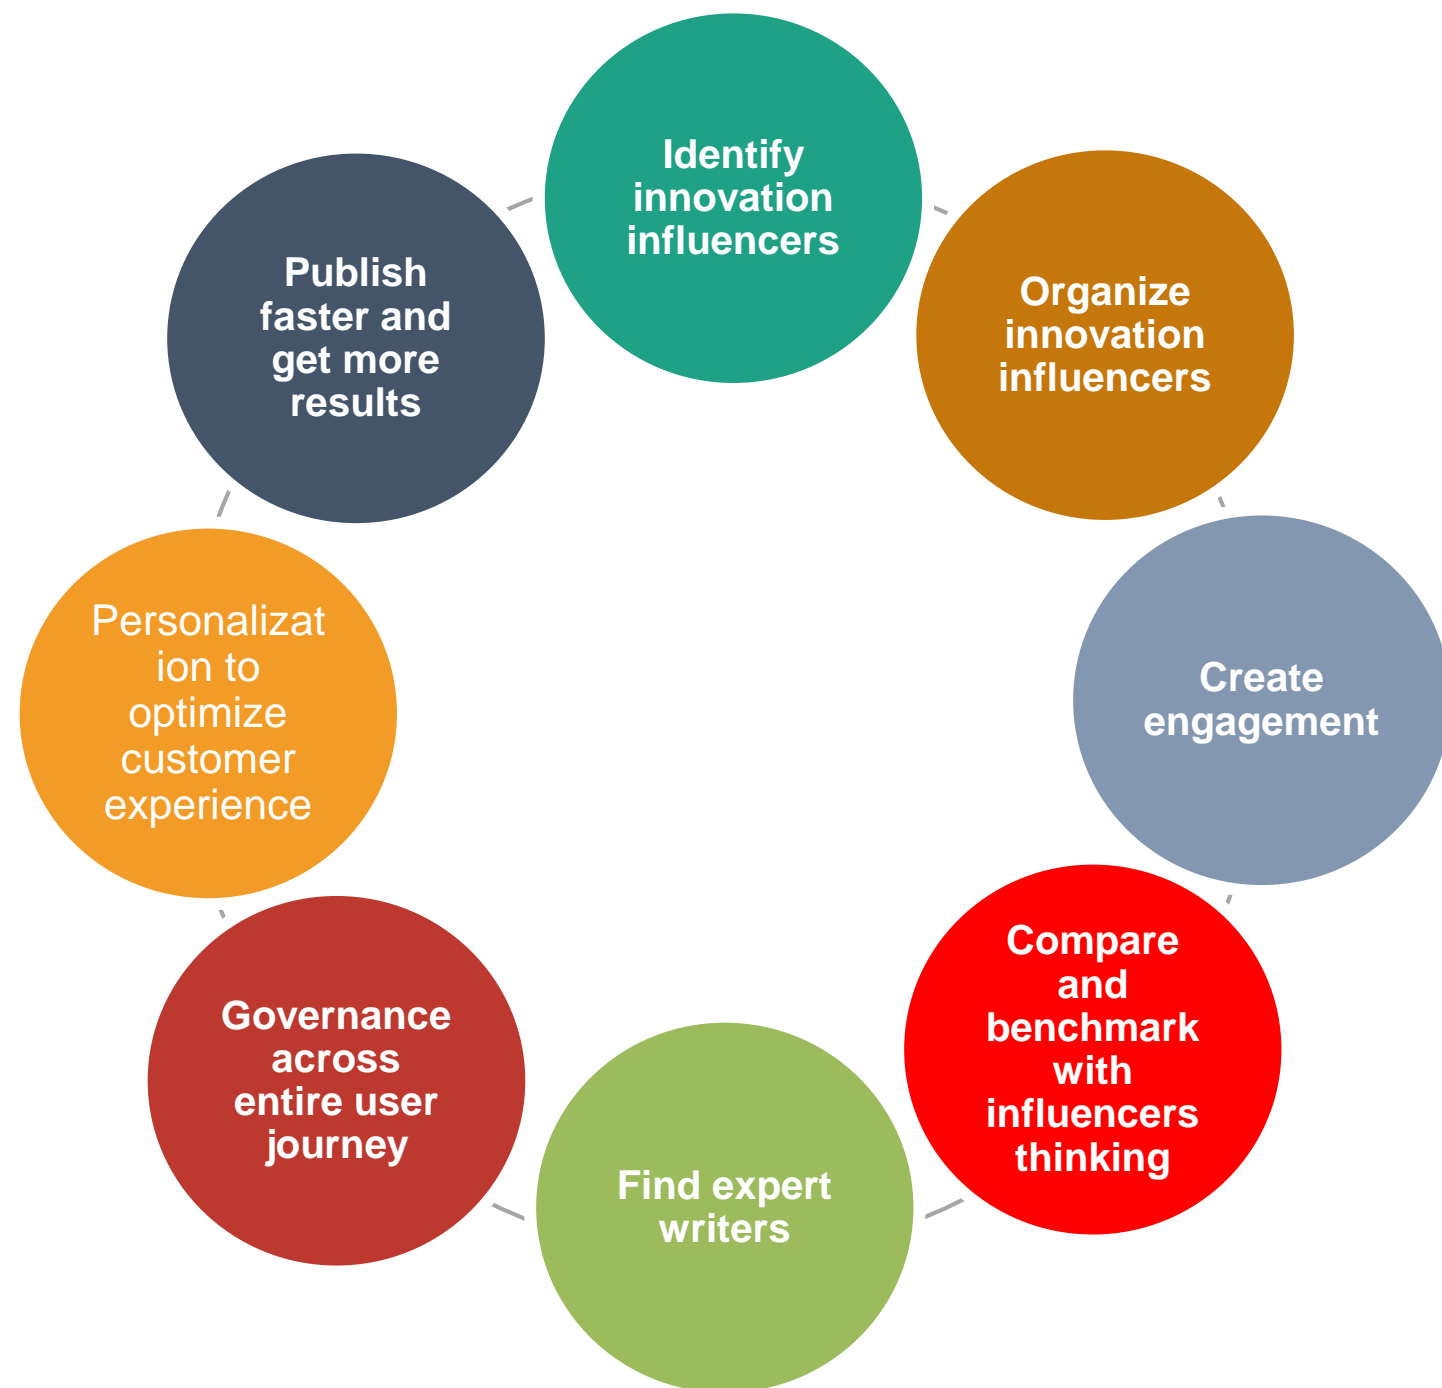 Identify
innovation
influencers
Organize
innovation
influencers
Create
engagement
Compare
and
benchmark
with
influencers
thinking
Find expert
writers
Governance
across
entire user
journey
Personalizat
ion to
optimize
customer
experience
Publish
faster and
get more
results